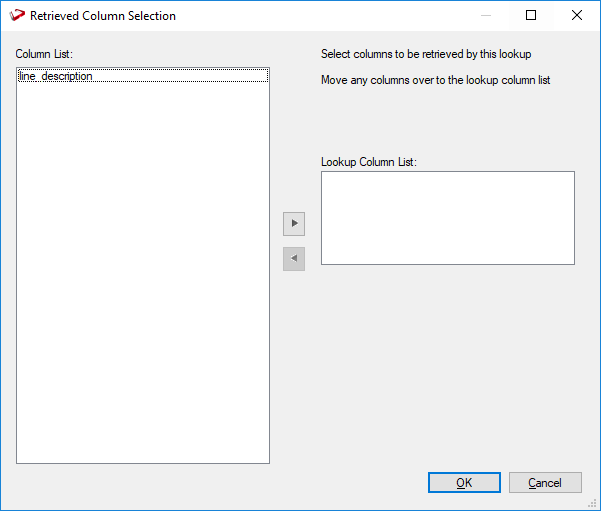 Retrieved Column Selection
Column List:
line_description
Select columns to be retrieved by this lookup
Move any columns over to the lookup column list
Lookup Column List:
OK
Cancel